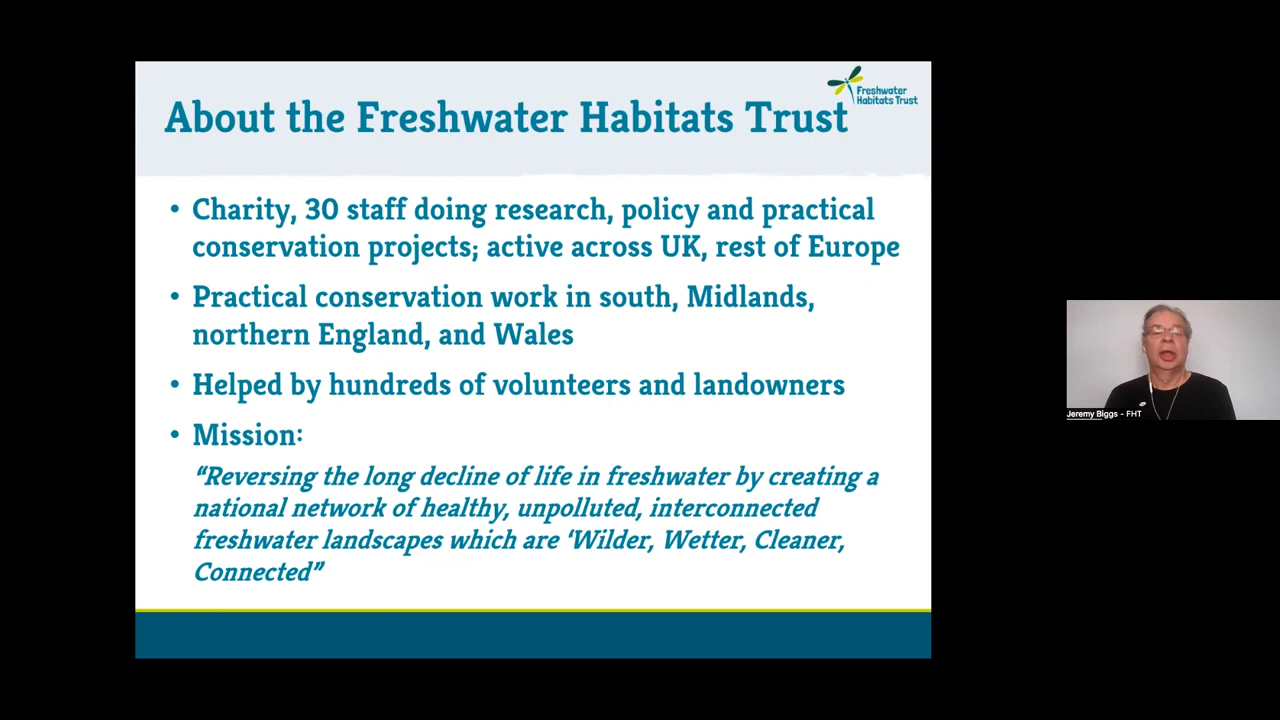 Freshwater
Habitats Trust
About the Freshwater Habitats Trust
• Charity, 30 staff doing research, policy and practical
conservation projects; active across UK, rest of Europe
• Practical conservation work in south, Midlands,
northern England, and Wales
• Helped by hundreds of volunteers and landowners
• Mission:
“Reversing the long decline of life in freshwater by creating a
national network of healthy, unpolluted, interconnected
freshwater landscapes which are ‘Wilder, Wetter, Cleaner,
Connected”
Jeremy Biggs - FHT